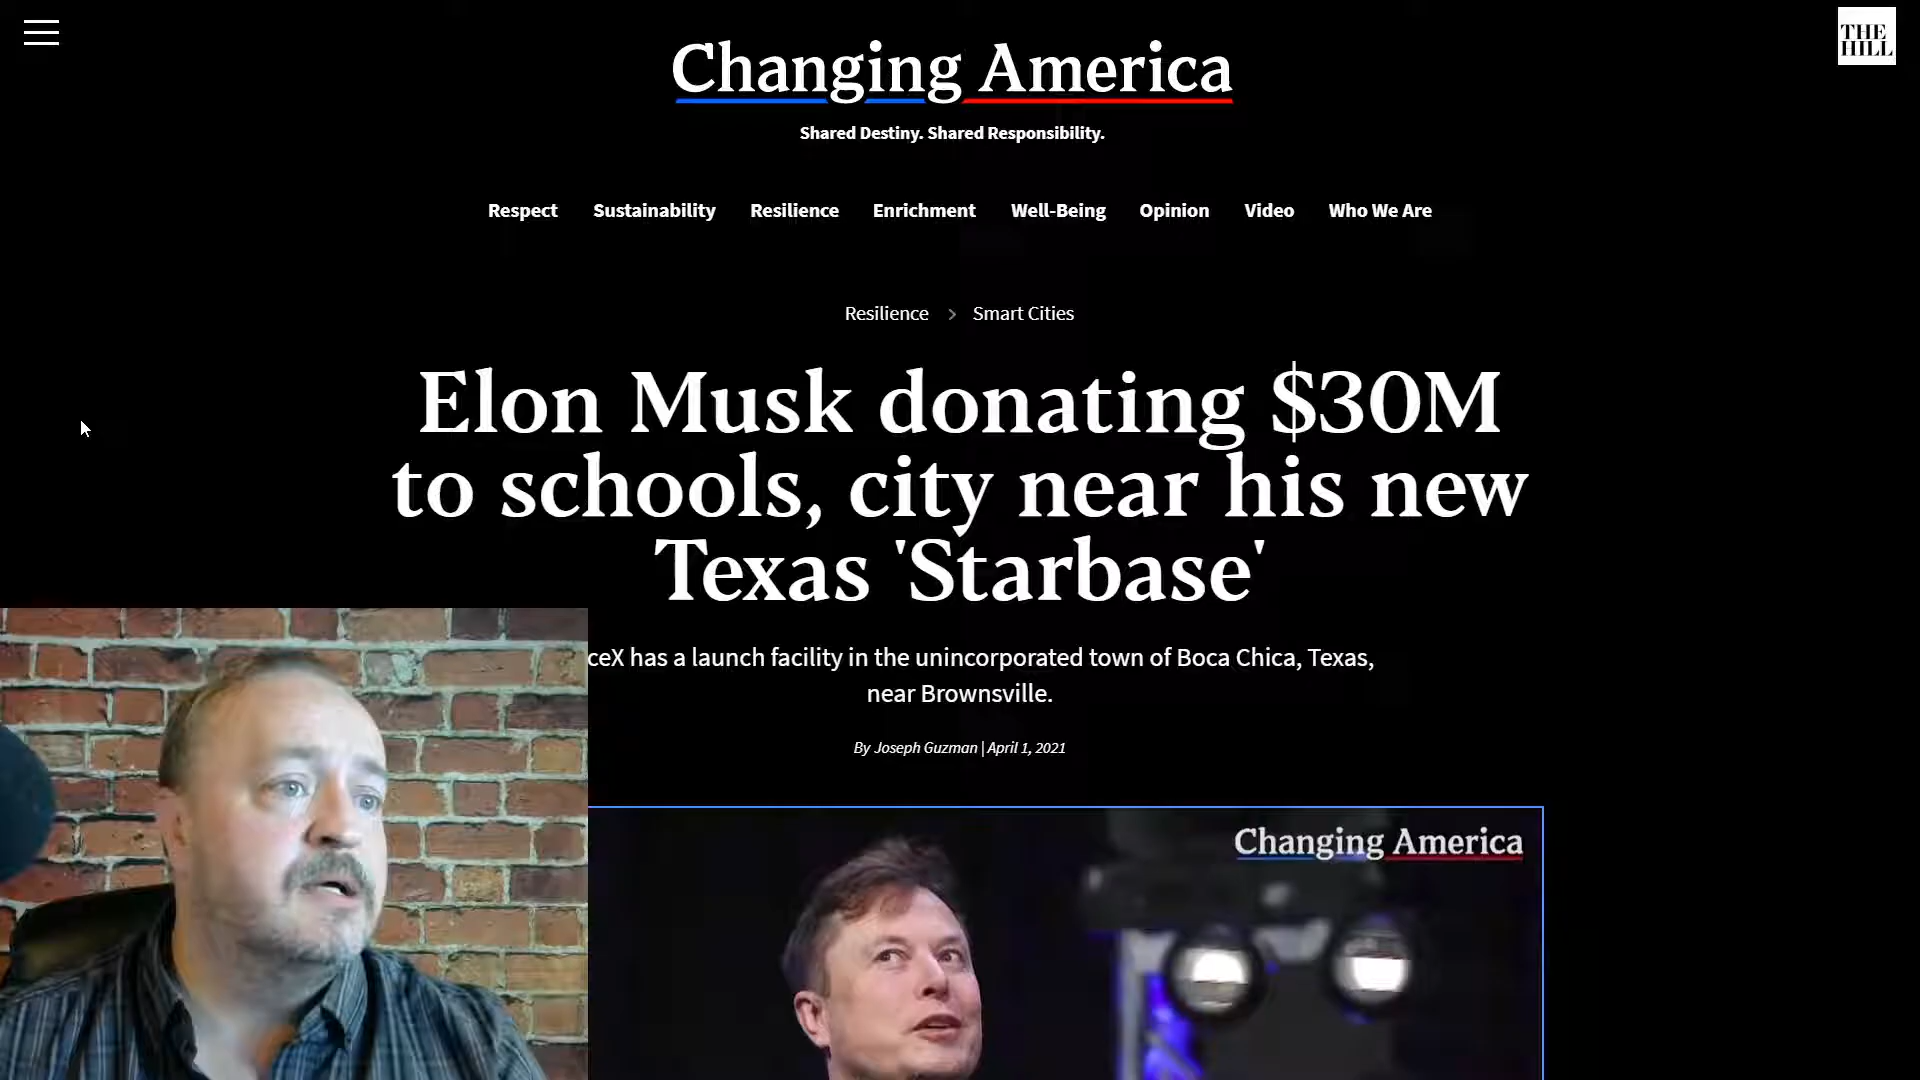 THE
HILL
Changing America
Shared Destiny. Shared Responsibility.
Respect Sustainability Resilience Enrichment Well-Being Opinion Video Who We Are
Resilience > Smart Cities
Elon Musk donating $30M
to schools, city near his new
Texas 'Starbase'
ceX has a launch facility in the unincorporated town of Boca Chica, Texas,
near Brownsville.
By Joseph Guzman | April 1, 2021
Changing America